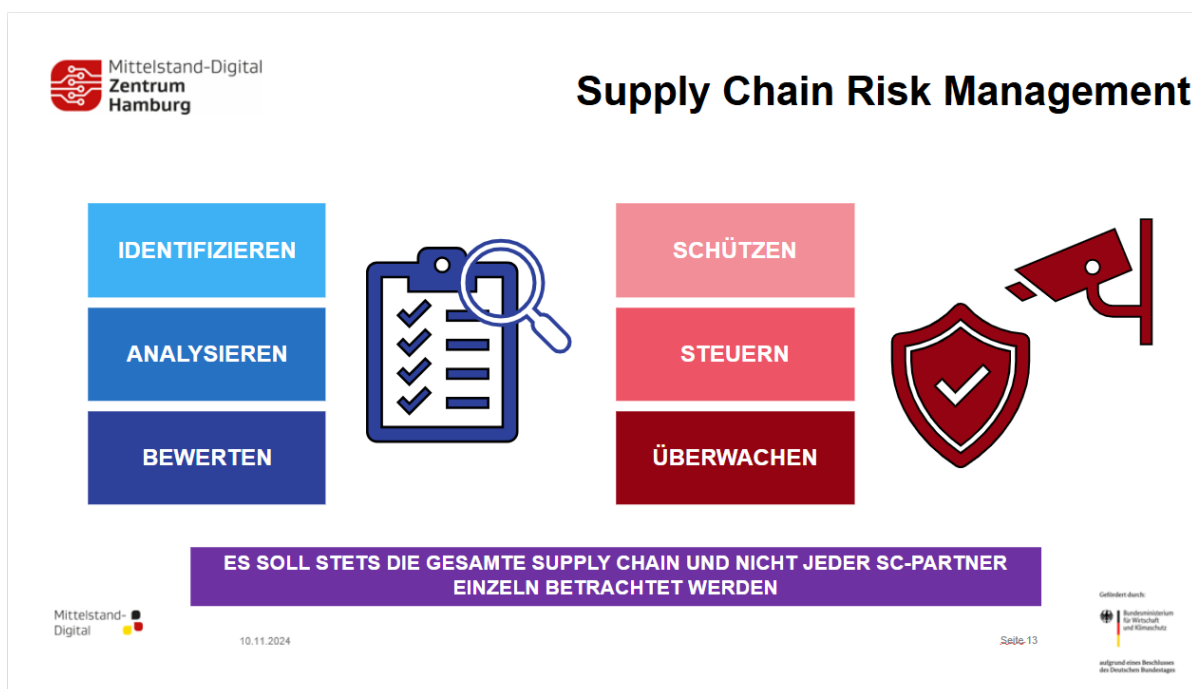 Mittelstand-Digital
Zentrum
Hamburg
Supply Chain Risk Management
IDENTIFIZIEREN
ANALYSIEREN
BEWERTEN
SCHÜTZEN
STEUERN
ÜBERWACHEN
ES SOLL STETS DIE GESAMTE SUPPLY CHAIN UND NICHT JEDER SC-PARTNER
EINZELN BETRACHTET WERDEN
Mittelstand-
Digital
10.11.2024
Seite 13
Gefördert durch:
Bundesministerium
für Wirtschaft
und Klimaschutz
aufgrund eines Beschlusses
des Deutschen Bundestages